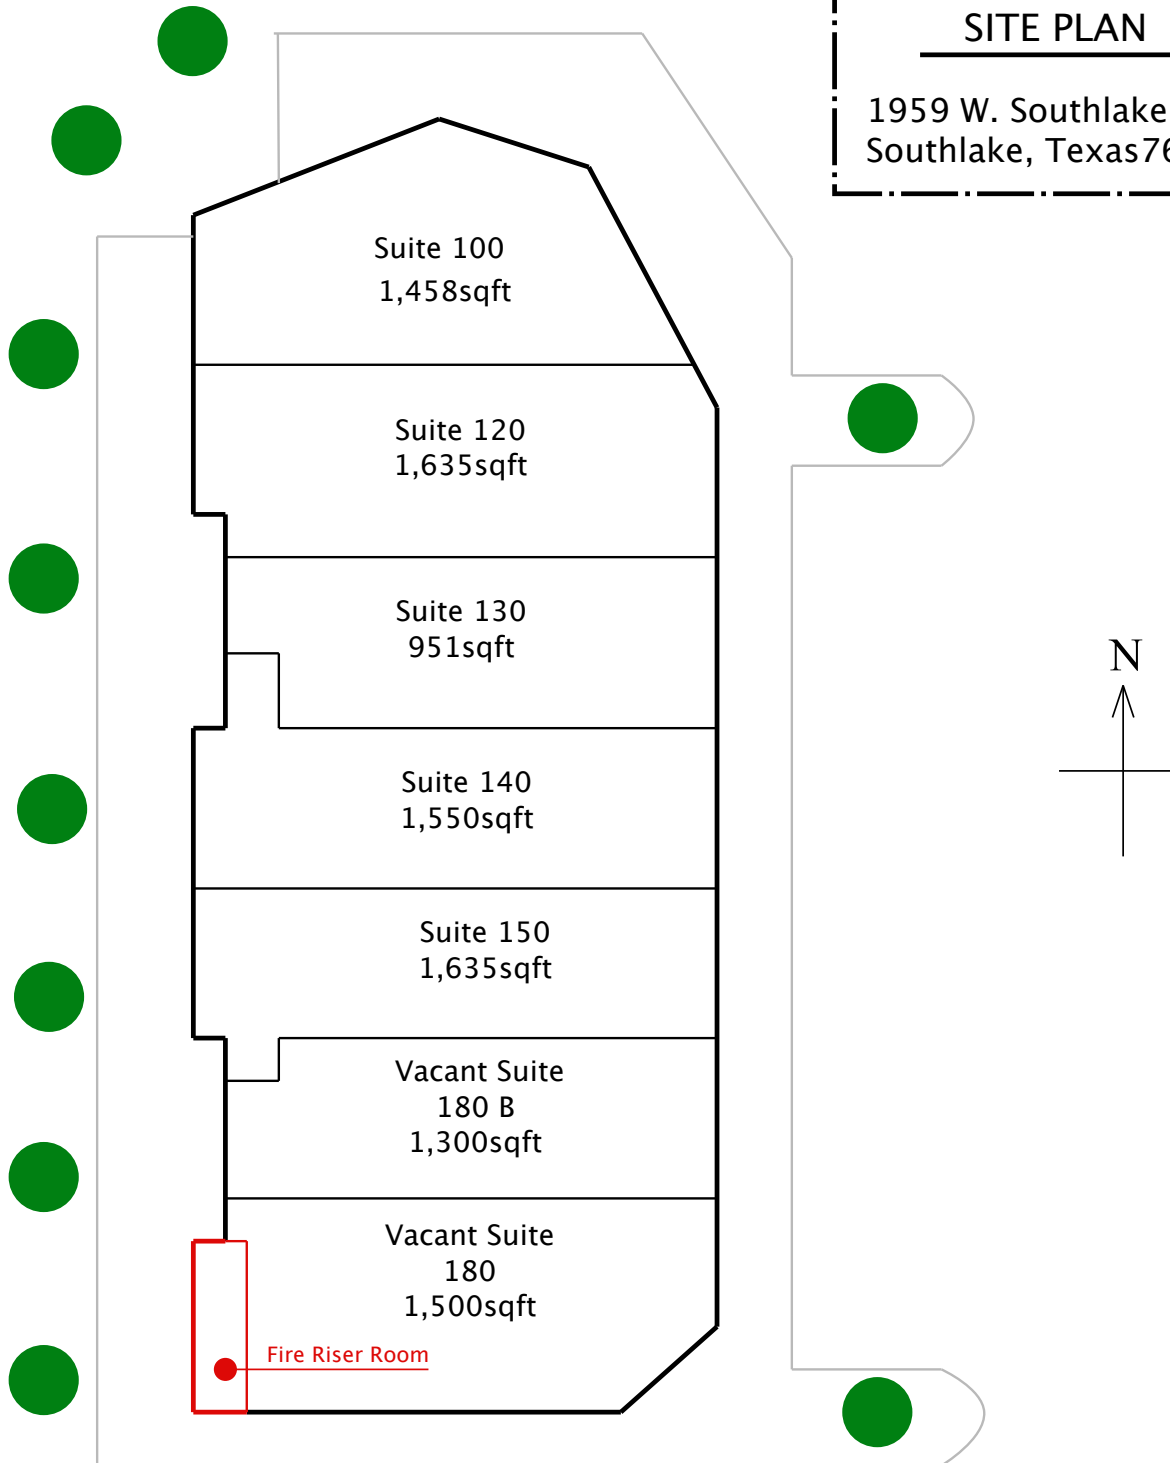 SITE PLAN
1959 W. Southlake
Southlake, Texas
Suite 100
1,458sqft
Suite 120
1,635sqft
Suite 130
951sqft
N
Suite 140
1,550sqft
Suite 150
1,635sqft
Vacant Suite
180 B
1,300sqft
Vacant Suite
180
1,500sqft
Fire Riser Room